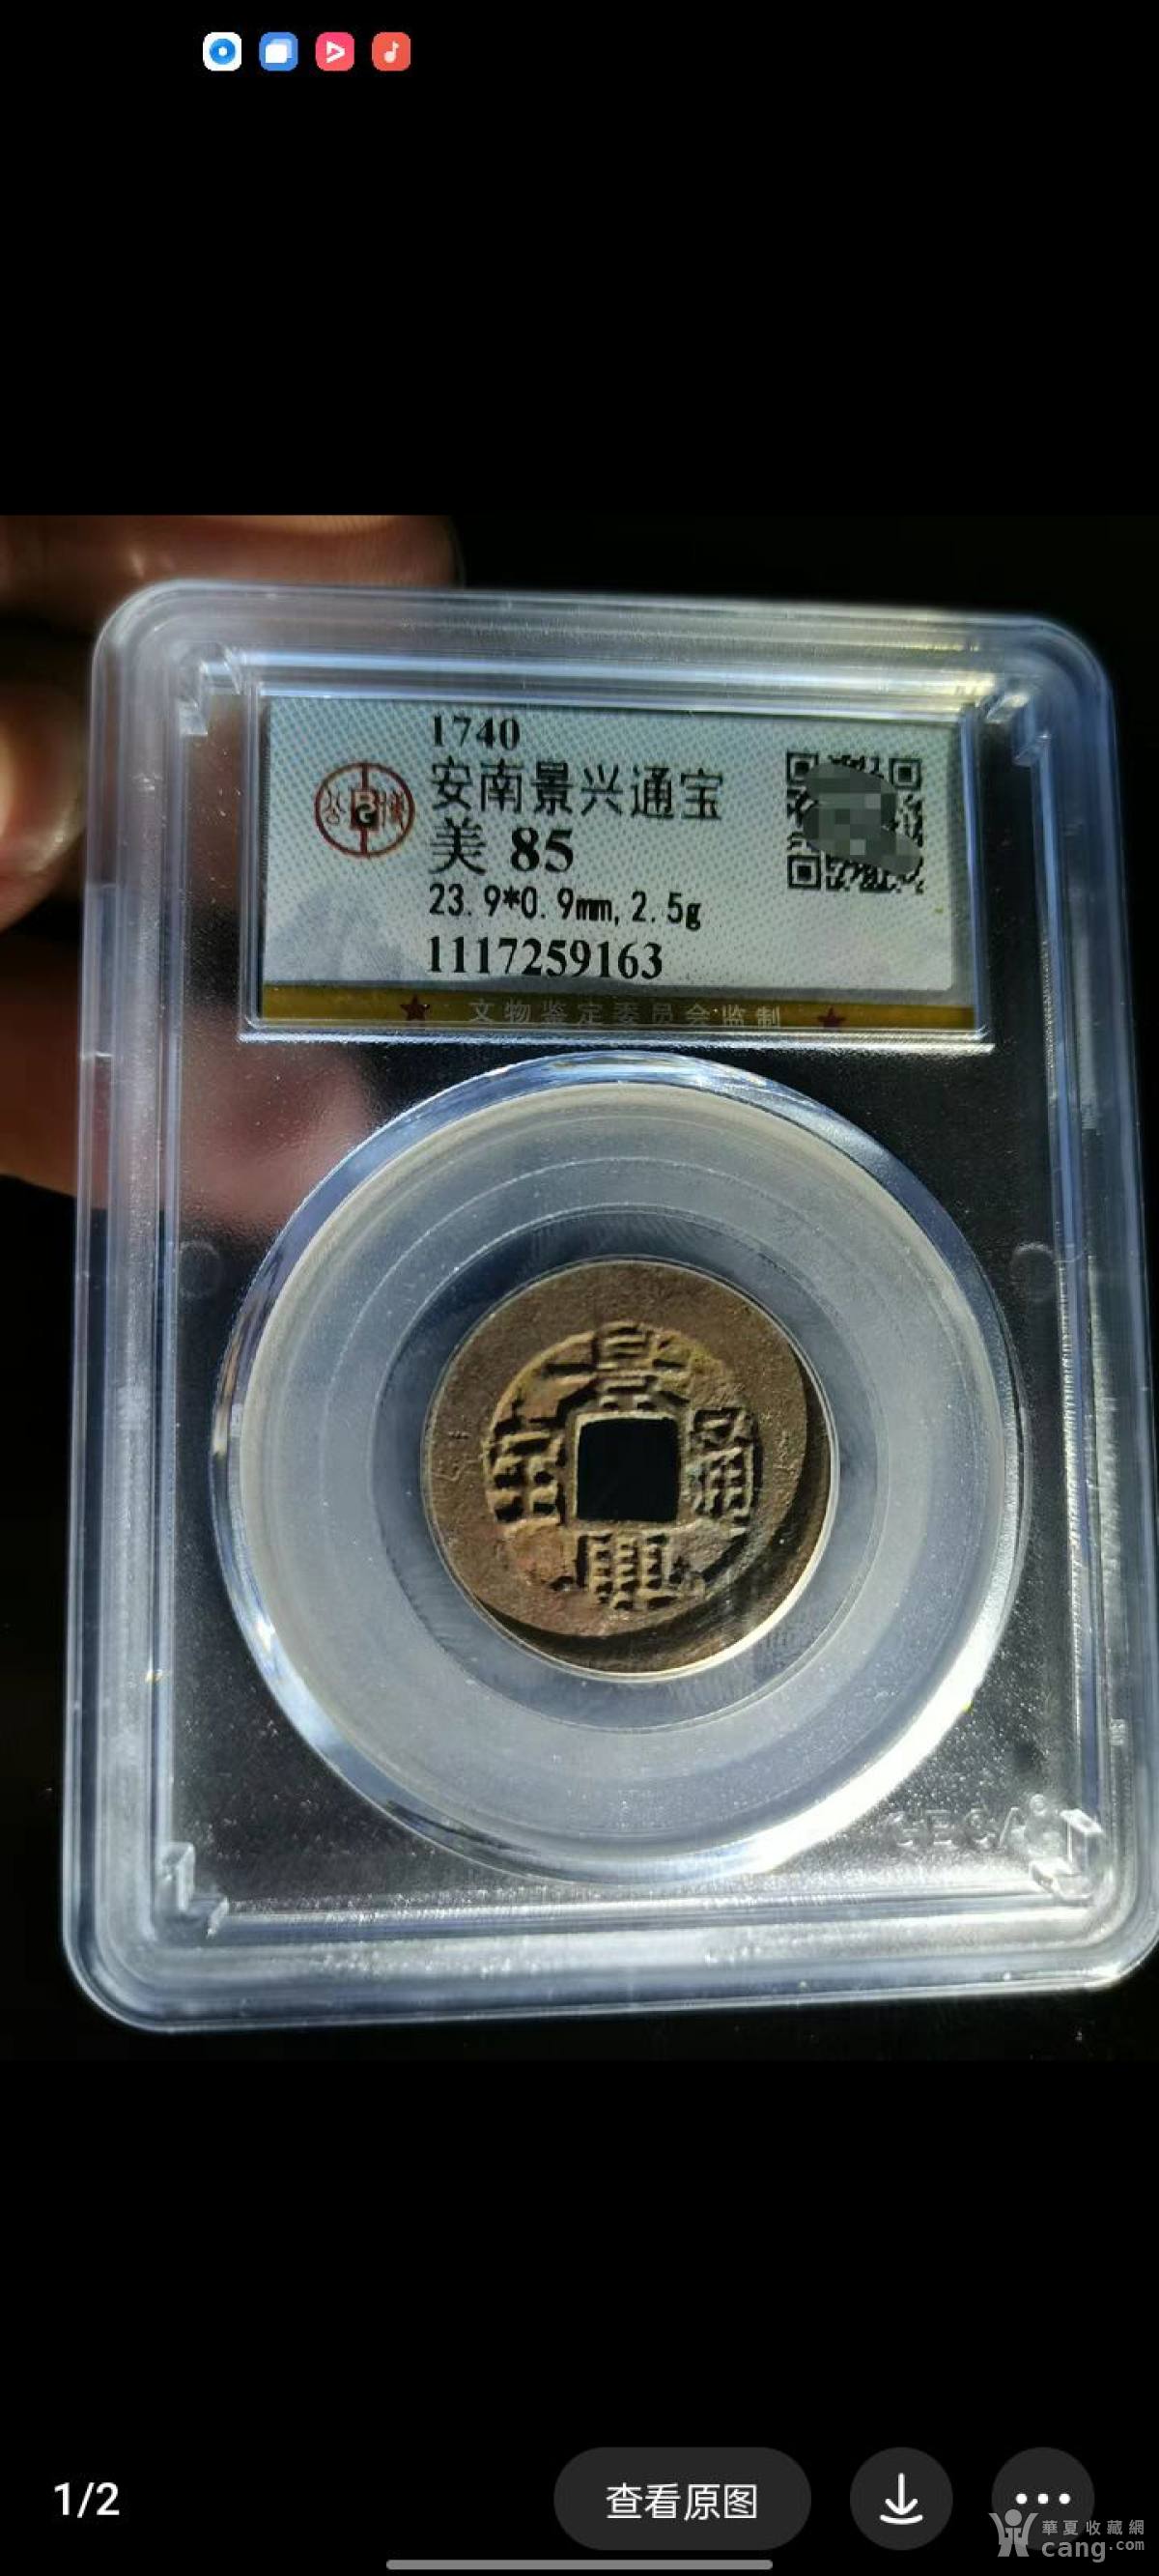 1740
安南景兴通宝
美 85
23.9*0.9mm,2.5g
1117259163
文物鉴定委员会监制
景
通
寳
興
1/2
查看原图
華夏收藏網
cang.com